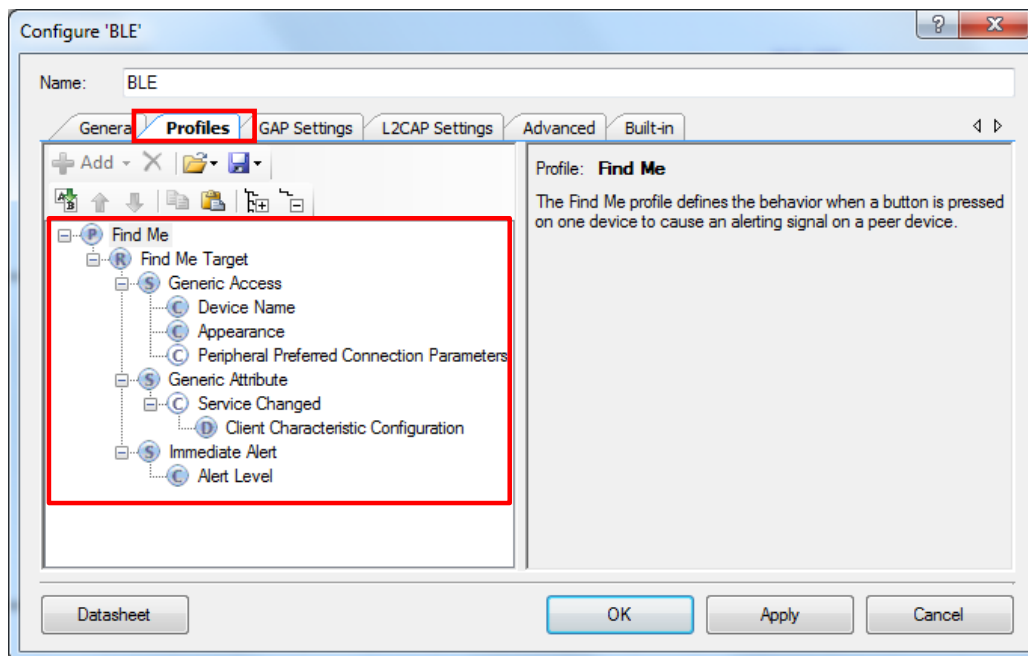 Configure 'BLE'
Name: BLE
General Profiles GAP Settings L2CAP Settings Advanced Built-in
Add
P Find Me
R Find Me Target
S Generic Access
C Device Name
C Appearance
C Peripheral Preferred Connection Parameters
S Generic Attribute
C Service Changed
D Client Characteristic Configuration
S Immediate Alert
C Alert Level
Profile: Find Me
The Find Me profile defines the behavior when a button is pressed
on one device to cause an alerting signal on a peer device.
Datasheet OK Apply Cancel